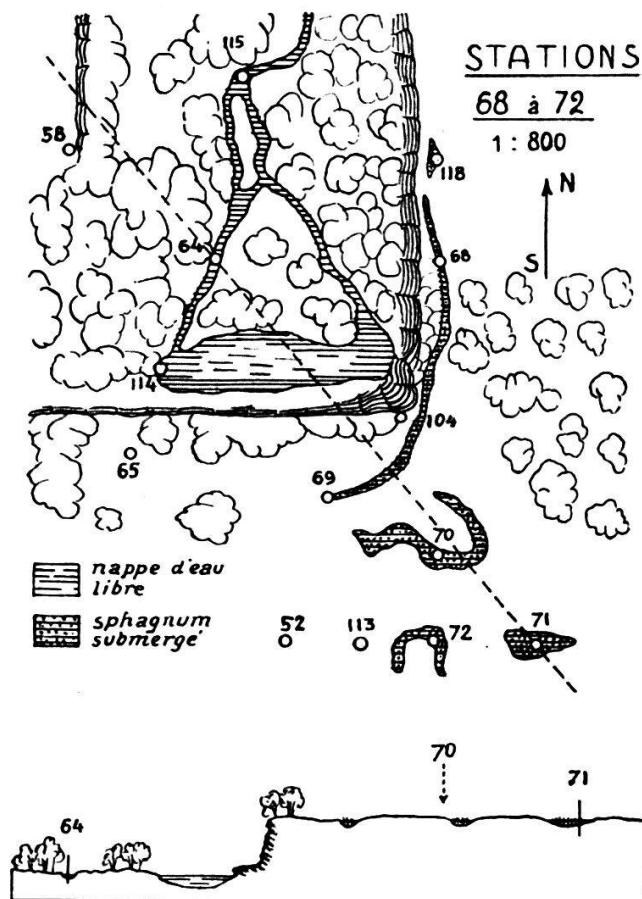 STATIONS
68 à 72
1 : 800
N
S
115
58
118
64
68
114
104
65
69
70
nappe d'eau
libre
sphagnum
submergé
52
113
72
71
70
71
64